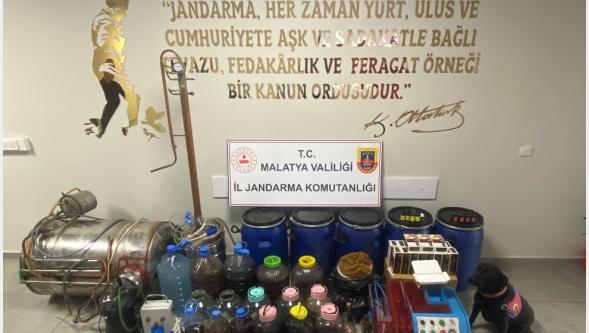 “JANDARMA, HER ZAMAN YURT, ULUS VE
CUMHURİYETE AŞK VE SADAKATLE BAĞLI
FEDAKÂRLIK VE FERAGAT ÖRNEĞİ
BİR KANUN ORDUSUDUR.”
K. Atatürk
T.C.
MALATYA VALİLİĞİ
İL JANDARMA KOMUTANLIĞI